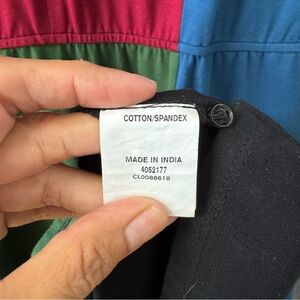 COTTON/SPANDEX
MADE IN INDIA
4052177
CL0088618